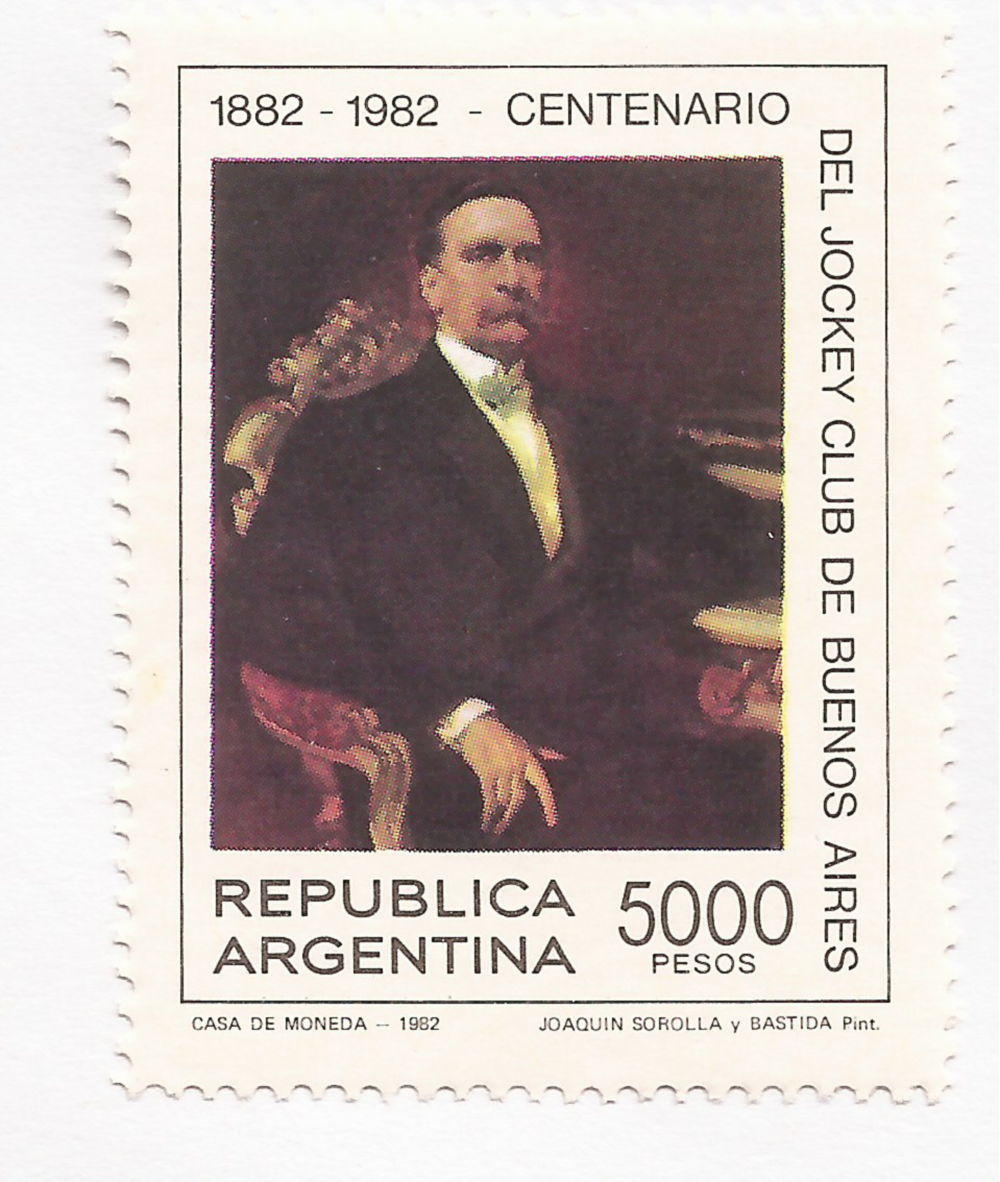 1882 - 1982 - CENTENARIO
DEL JOCKEY CLUB DE BUENOS AIRES
REPUBLICA
ARGENTINA
5000
PESOS
CASA DE MONEDA – 1982
JOAQUIN SOROLLA y BASTIDA Pint.